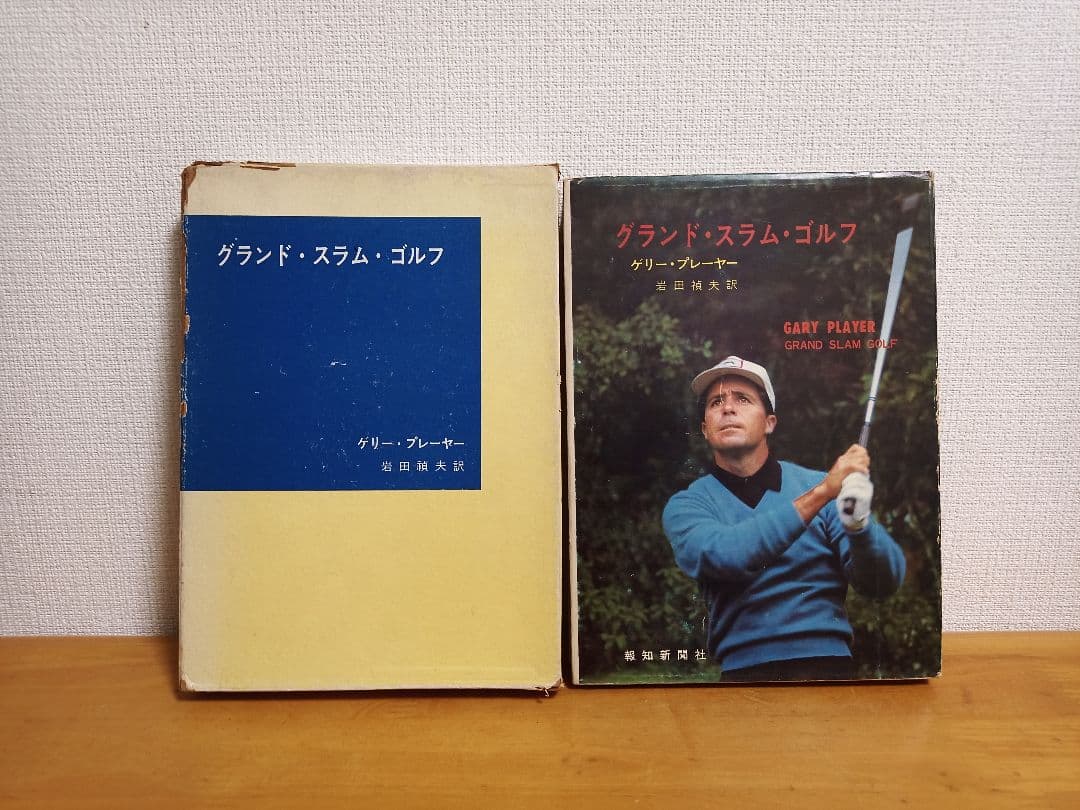 グランド・スラム・ゴルフ
ゲリー・プレーヤー
岩田禎夫訳
グランド・スラム・ゴルフ
ゲリー・プレーヤー
岩田禎夫訳
GARY PLAYER
GRAND SLAM GOLF
報知新聞社